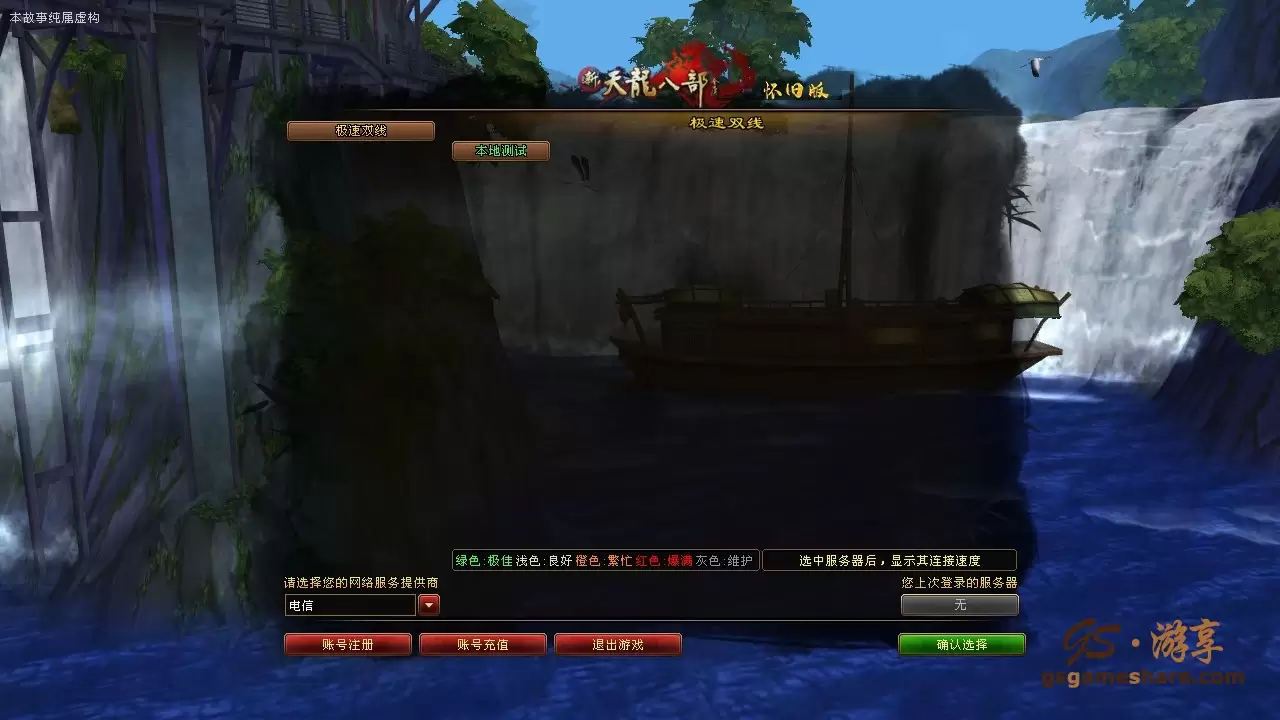 本故事纯属虚构
新天龍八部 怀旧版
极速双线
极速双线
本地测试
绿色:极佳 浅色:良好 橙色:繁忙 红色:爆满 灰色:维护
选中服务器后，显示其连接速度
请选择您的网络服务提供商
您上次登录的服务器
电信
无
账号注册
账号充值
退出游戏
确认选择
GS·游享
gsgameshare.com